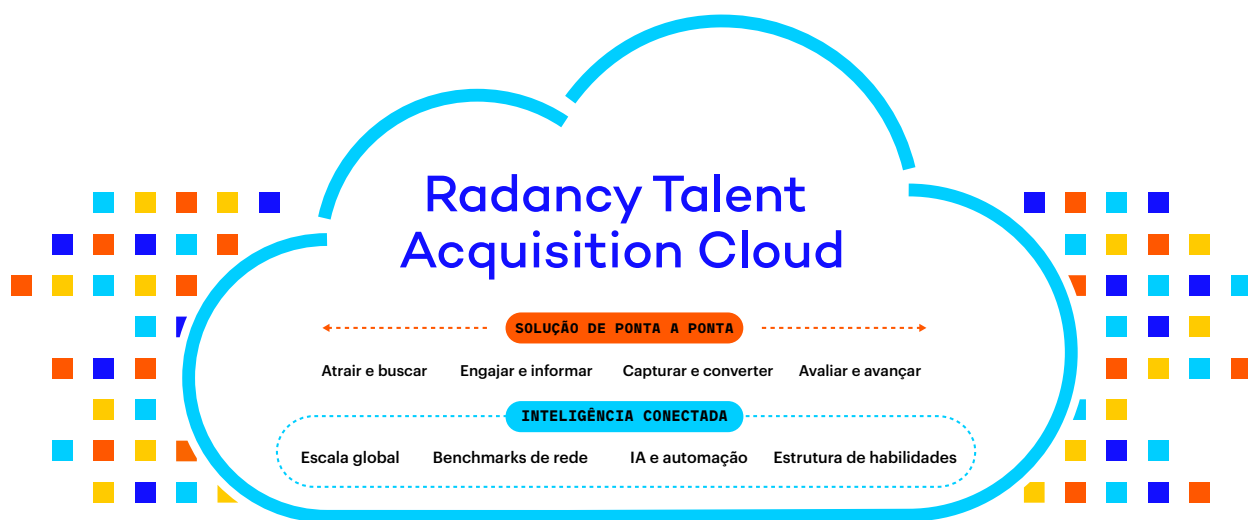 Radancy Talent
Acquisition Cloud
SOLUÇÃO DE PONTA A PONTA
Atrair e buscar Engajar e informar Capturar e converter Avaliar e avançar
INTELIGÊNCIA CONECTADA
Escala global Benchmarks de rede IA e automação Estrutura de habilidades